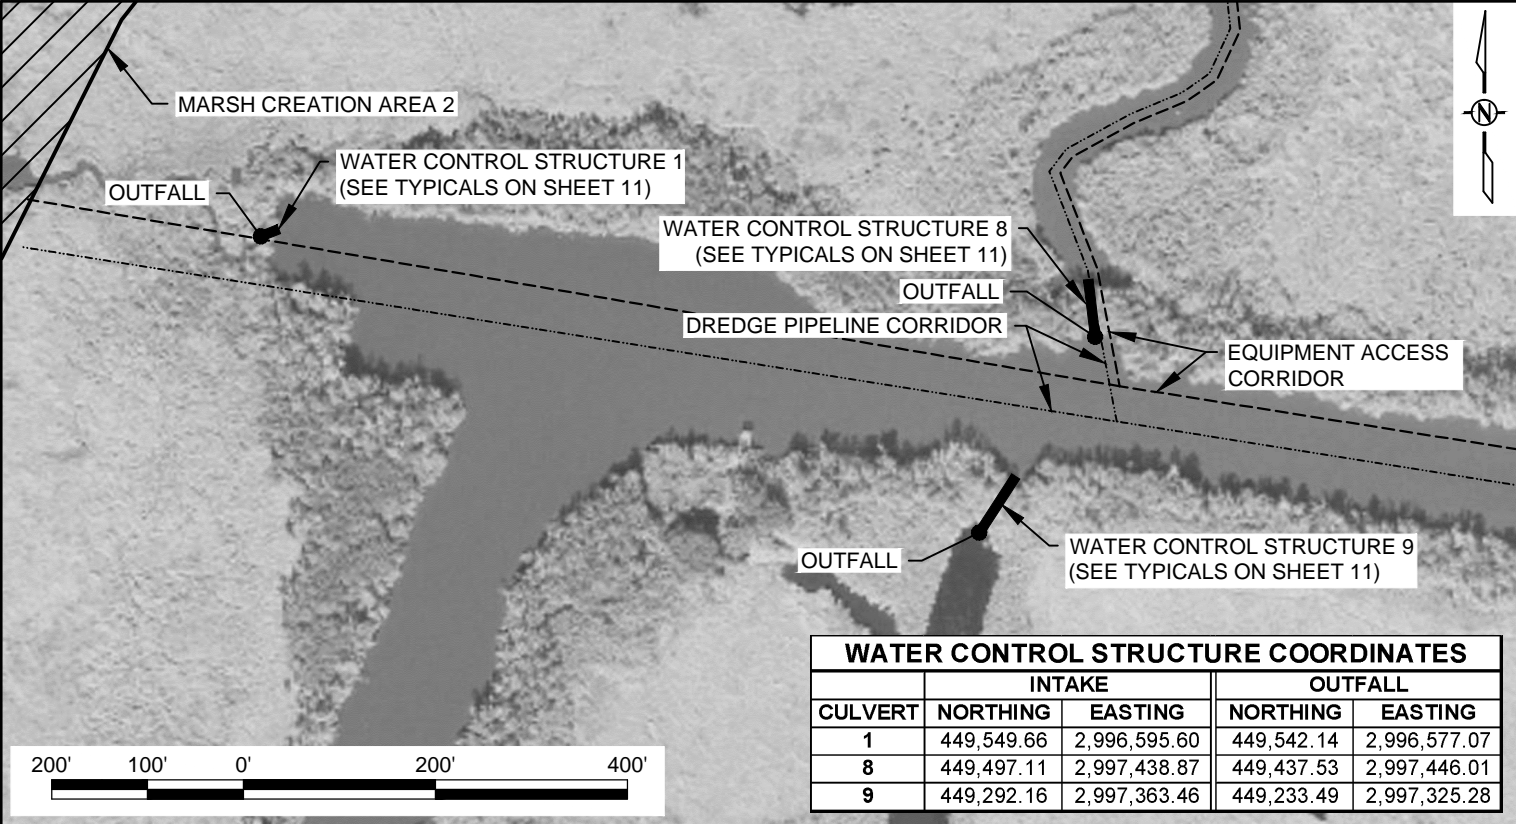 MARSH CREATION AREA 2
N
WATER CONTROL STRUCTURE 1
(SEE TYPICALS ON SHEET 11)
OUTFALL
WATER CONTROL STRUCTURE 8
(SEE TYPICALS ON SHEET 11)
OUTFALL
DREDGE PIPELINE CORRIDOR
EQUIPMENT ACCESS
CORRIDOR
OUTFALL
WATER CONTROL STRUCTURE 9
(SEE TYPICALS ON SHEET 11)
WATER CONTROL STRUCTURE COORDINATES
INTAKE OUTFALL
CULVERT NORTHING EASTING NORTHING EASTING
1 449,549.66 2,996,595.60 449,542.14 2,996,577.07
8 449,497.11 2,997,438.87 449,437.53 2,997,446.01
9 449,292.16 2,997,363.46 449,233.49 2,997,325.28
200' 100' 0' 200' 400'